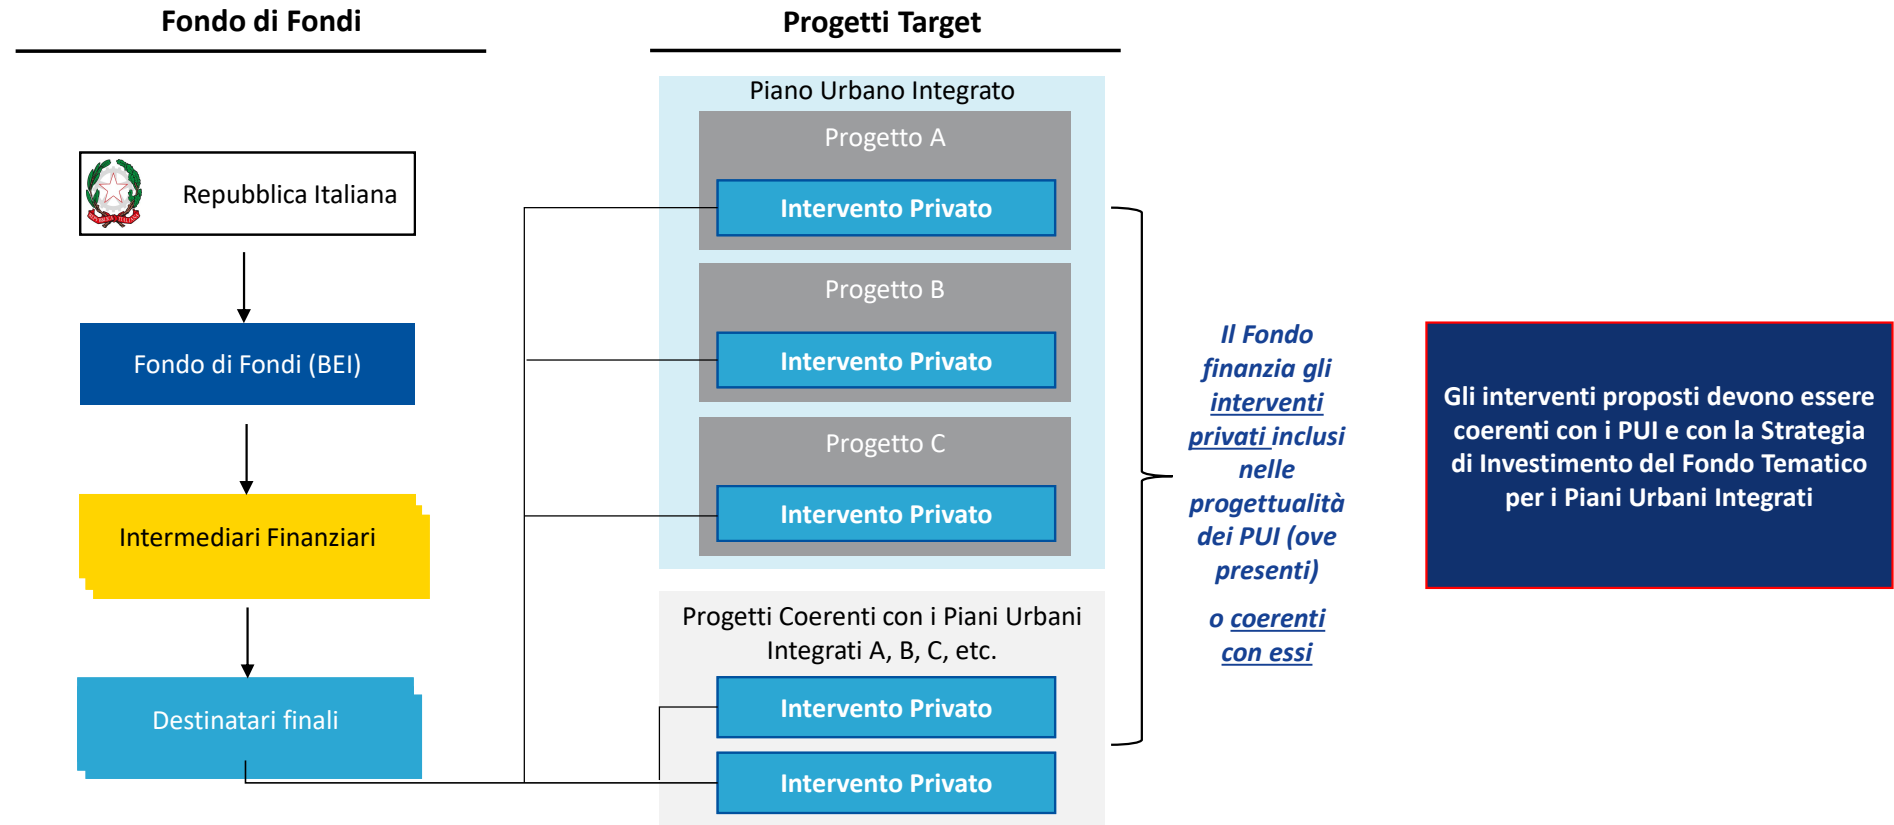 Fondo di Fondi
Progetti Target
Repubblica Italiana
Fondo di Fondi (BEI)
Intermediari Finanziari
Destinatari finali
Piano Urbano Integrato
Progetto A
Intervento Privato
Progetto B
Intervento Privato
Progetto C
Intervento Privato
Progetti Coerenti con i Piani Urbani
Integrati A, B, C, etc.
Intervento Privato
Intervento Privato
Il Fondo
finanzia gli
interventi
privati inclusi
nelle
progettualità
dei PUI (ove
presenti)
o coerenti
con essi
Gli interventi proposti devono essere
coerenti con i PUI e con la Strategia
di Investimento del Fondo Tematico
per i Piani Urbani Integrati